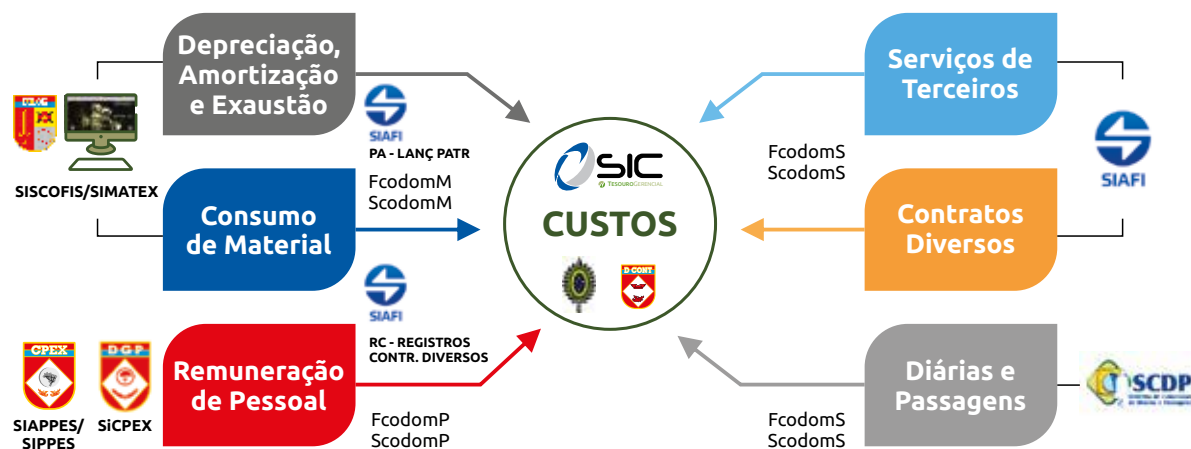 Depreciação,
Amortização
e Exaustão
SIAFI
PA - LANÇ PATR
SISCOFIS/SIMATEX
FcodomM
ScodomM
Consumo
de Material
SIAFI
RC - REGISTROS
CONTR. DIVERSOS
CPEX
DGP
SIAPPES/
SIPPES
SiCPEX
Remuneração
de Pessoal
FcodomP
ScodomP
SIC
TESOUROGERENCIAL
CUSTOS
D CONT
Serviços de
Terceiros
FcodomS
ScodomS
SIAFI
Contratos
Diversos
Diárias e
Passagens
FcodomS
ScodomS
SCDP